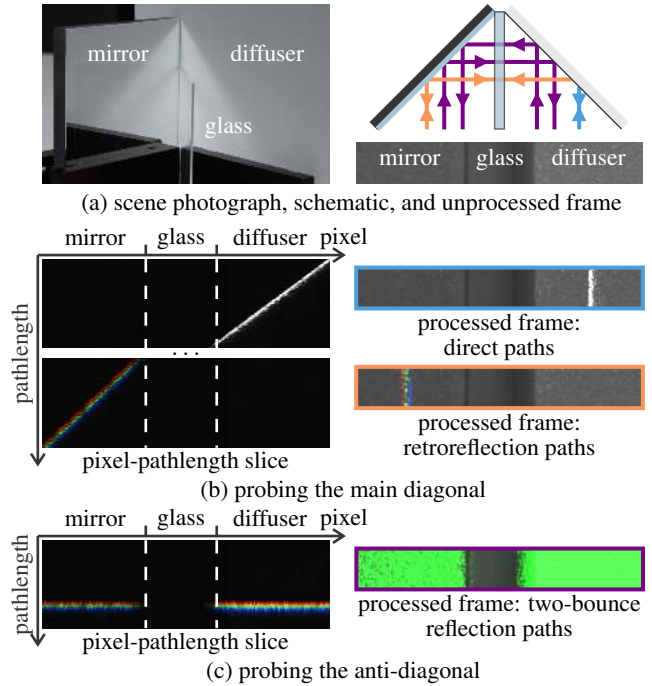 mirror
diffuser
glass
mirror glass diffuser
(a) scene photograph, schematic, and unprocessed frame
mirror glass diffuser pixel
pathlength
. . .
pixel-pathlength slice
processed frame:
direct paths
processed frame:
retroreflection paths
(b) probing the main diagonal
mirror glass diffuser pixel
pathlength
pixel-pathlength slice
processed frame: two-bounce
reflection paths
(c) probing the anti-diagonal